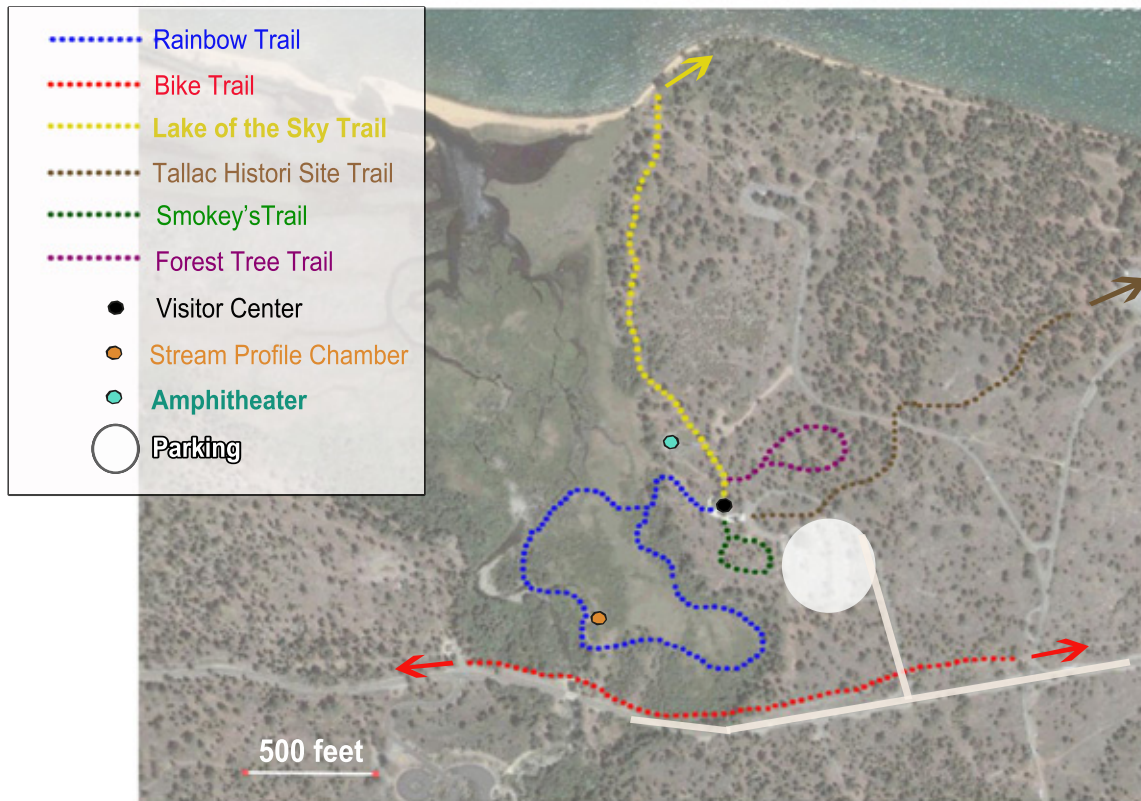 Rainbow Trail
Bike Trail
Lake of the Sky Trail
Tallac Histori Site Trail
Smokey'sTrail
Forest Tree Trail
Visitor Center
Stream Profile Chamber
Amphitheater
Parking
500 feet